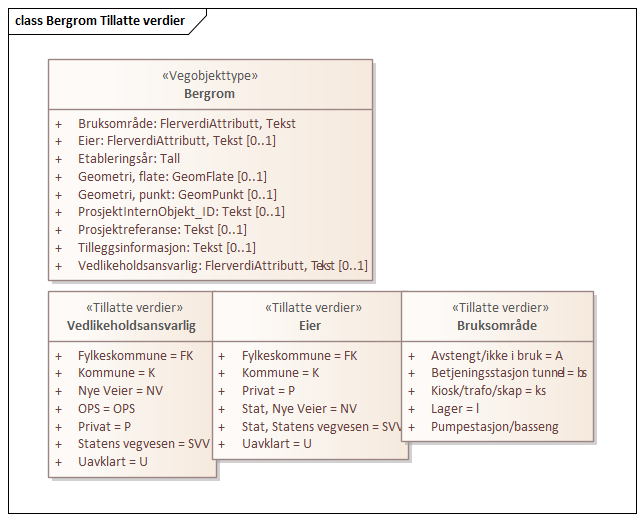 class Bergrom Tillatte verdier
«Vegobjekttype»
Bergrom
+ Bruksområde: FlerverdiAttributt, Tekst
+ Eier: FlerverdiAttributt, Tekst [0..1]
+ Etableringsår: Tall
+ Geometri, flate: GeomFlate [0..1]
+ Geometri, punkt: GeomPunkt [0..1]
+ ProsjektInternObjekt_ID: Tekst [0..1]
+ Prosjektreferanse: Tekst [0..1]
+ Tilleggsinformasjon: Tekst [0..1]
+ Vedlikeholdsansvarlig: FlerverdiAttributt, Tekst [0..1]
«Tillatte verdier»
Vedlikeholdsansvarlig
+ Fylkeskommune = FK
+ Kommune = K
+ Nye Veier = NV
+ OPS = OPS
+ Privat = P
+ Statens vegvesen = SVV
+ Uavklart = U
«Tillatte verdier»
Eier
+ Fylkeskommune = FK
+ Kommune = K
+ Privat = P
+ Stat, Nye Veier = NV
+ Stat, Statens vegvesen = SVV
+ Uavklart = U
«Tillatte verdier»
Bruksområde
+ Avstengt/ikke i bruk = A
+ Betjeningsstasjon tunnel = bs
+ Kiosk/trafo/skap = ks
+ Lager = l
+ Pumpestasjon/basseng